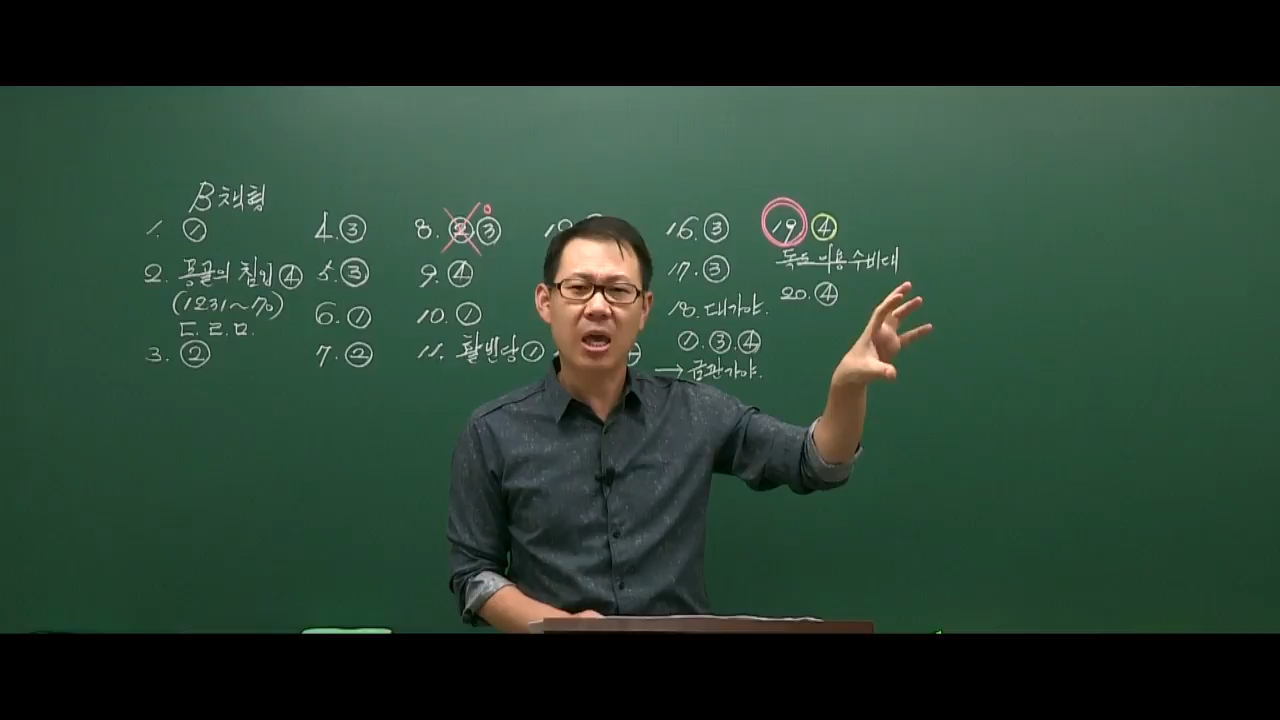 B책형
1. ①
2. 몽골의 침입 ④
(1231~70)
ㄷ. ㄹ. ㅁ.
3. ②
4. ③
5. ③
6. ①
7. ②
8. ② ③
9. ④
10. ①
11. 활빈당 ①
16. ③
17. ③
18. 대가야.
①. ③. ④
→ 금관가야.
19 ④
독도 의용 수비대
20. ④